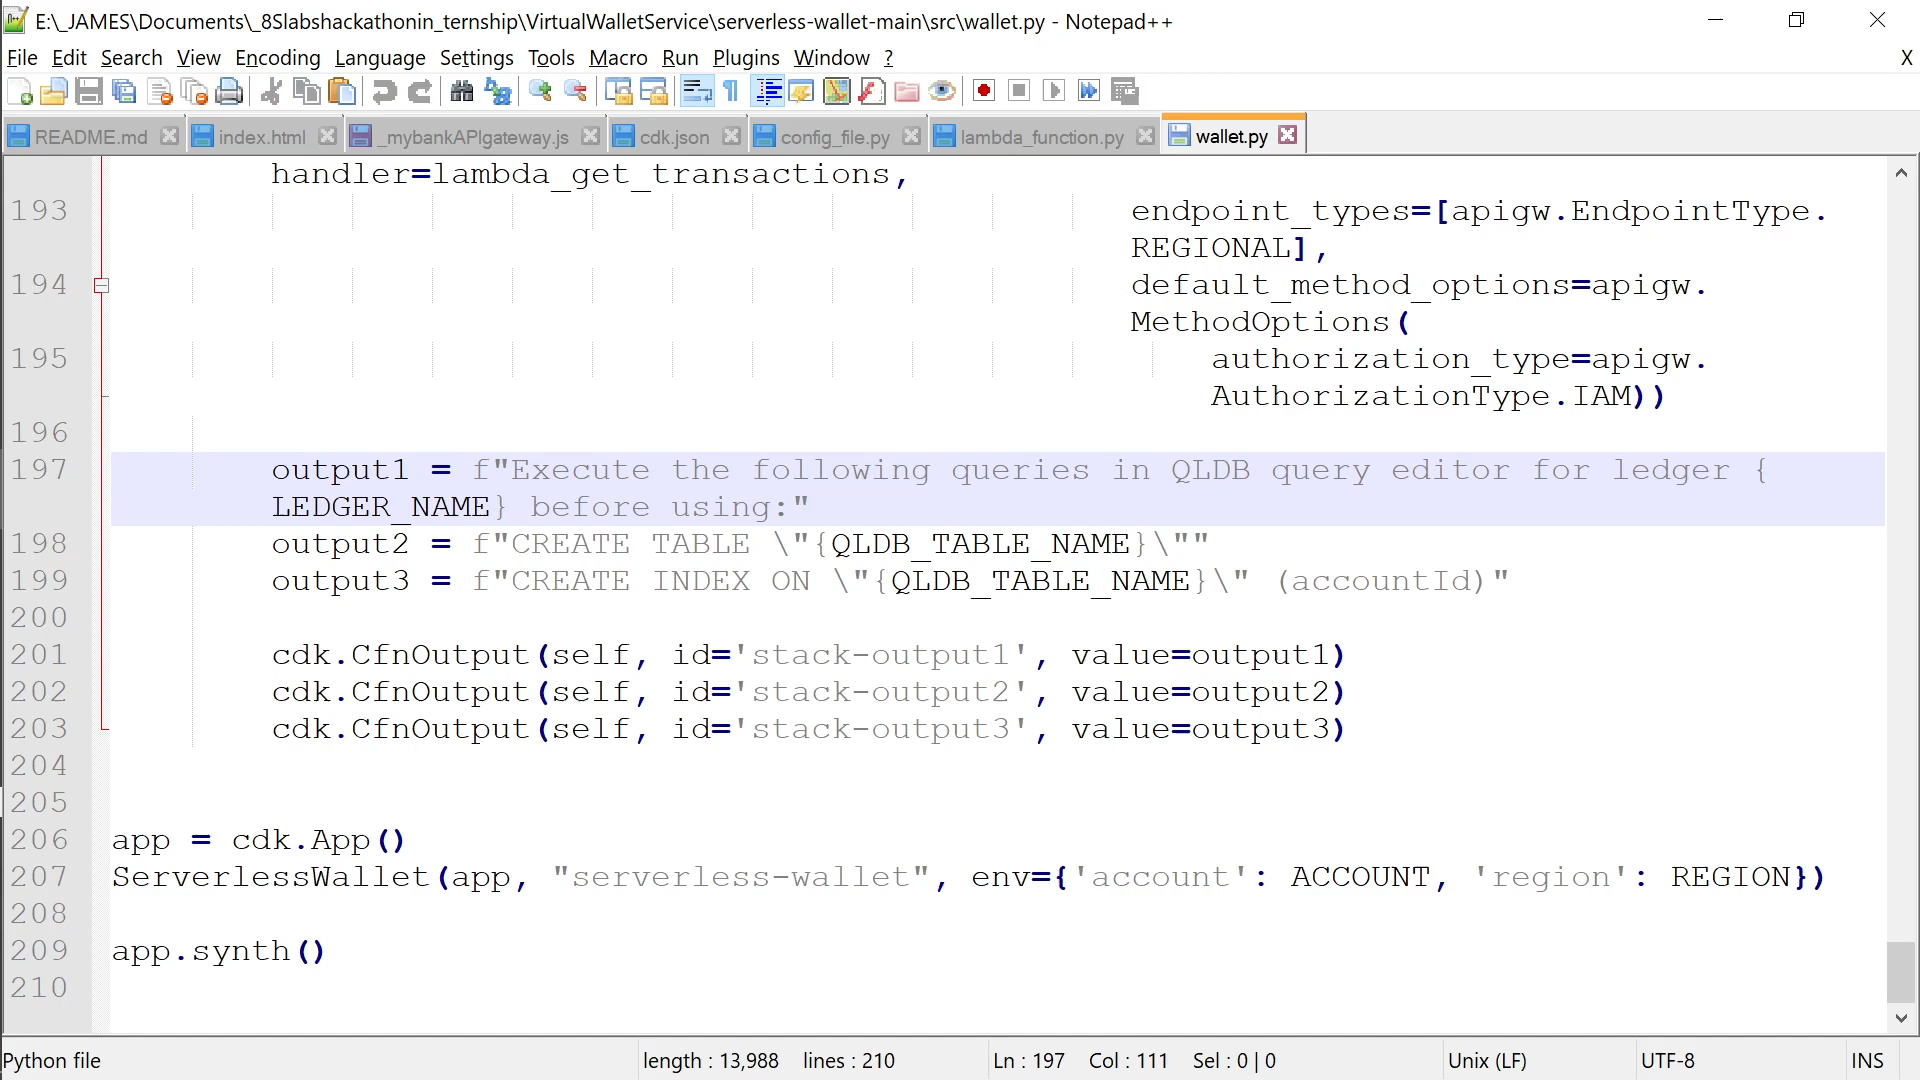 E:\_JAMES\Documents\_8Slabshackathonin_ternship\VirtualWalletService\serverless-wallet-main\src\wallet.py - Notepad++
File Edit Search View Encoding Language Settings Tools Macro Run Plugins Window ? X
README.md index.html _mybankAPIgateway.js cdk.json config_file.py lambda_function.py wallet.py
handler=lambda_get_transactions,
193 endpoint_types=[apigw.EndpointType.
REGIONAL],
194 default_method_options=apigw.
MethodOptions(
195 authorization_type=apigw.
AuthorizationType.IAM))
196
197 output1 = f"Execute the following queries in QLDB query editor for ledger {
LEDGER_NAME} before using:"
198 output2 = f"CREATE TABLE \"{QLDB_TABLE_NAME}\""
199 output3 = f"CREATE INDEX ON \"{QLDB_TABLE_NAME}\" (accountId)"
200
201 cdk.CfnOutput(self, id='stack-output1', value=output1)
202 cdk.CfnOutput(self, id='stack-output2', value=output2)
203 cdk.CfnOutput(self, id='stack-output3', value=output3)
204
205
206 app = cdk.App()
207 ServerlessWallet(app, "serverless-wallet", env={'account': ACCOUNT, 'region': REGION})
208
209 app.synth()
210
Python file length : 13,988 lines : 210 Ln : 197 Col : 111 Sel : 0 | 0 Unix (LF) UTF-8 INS